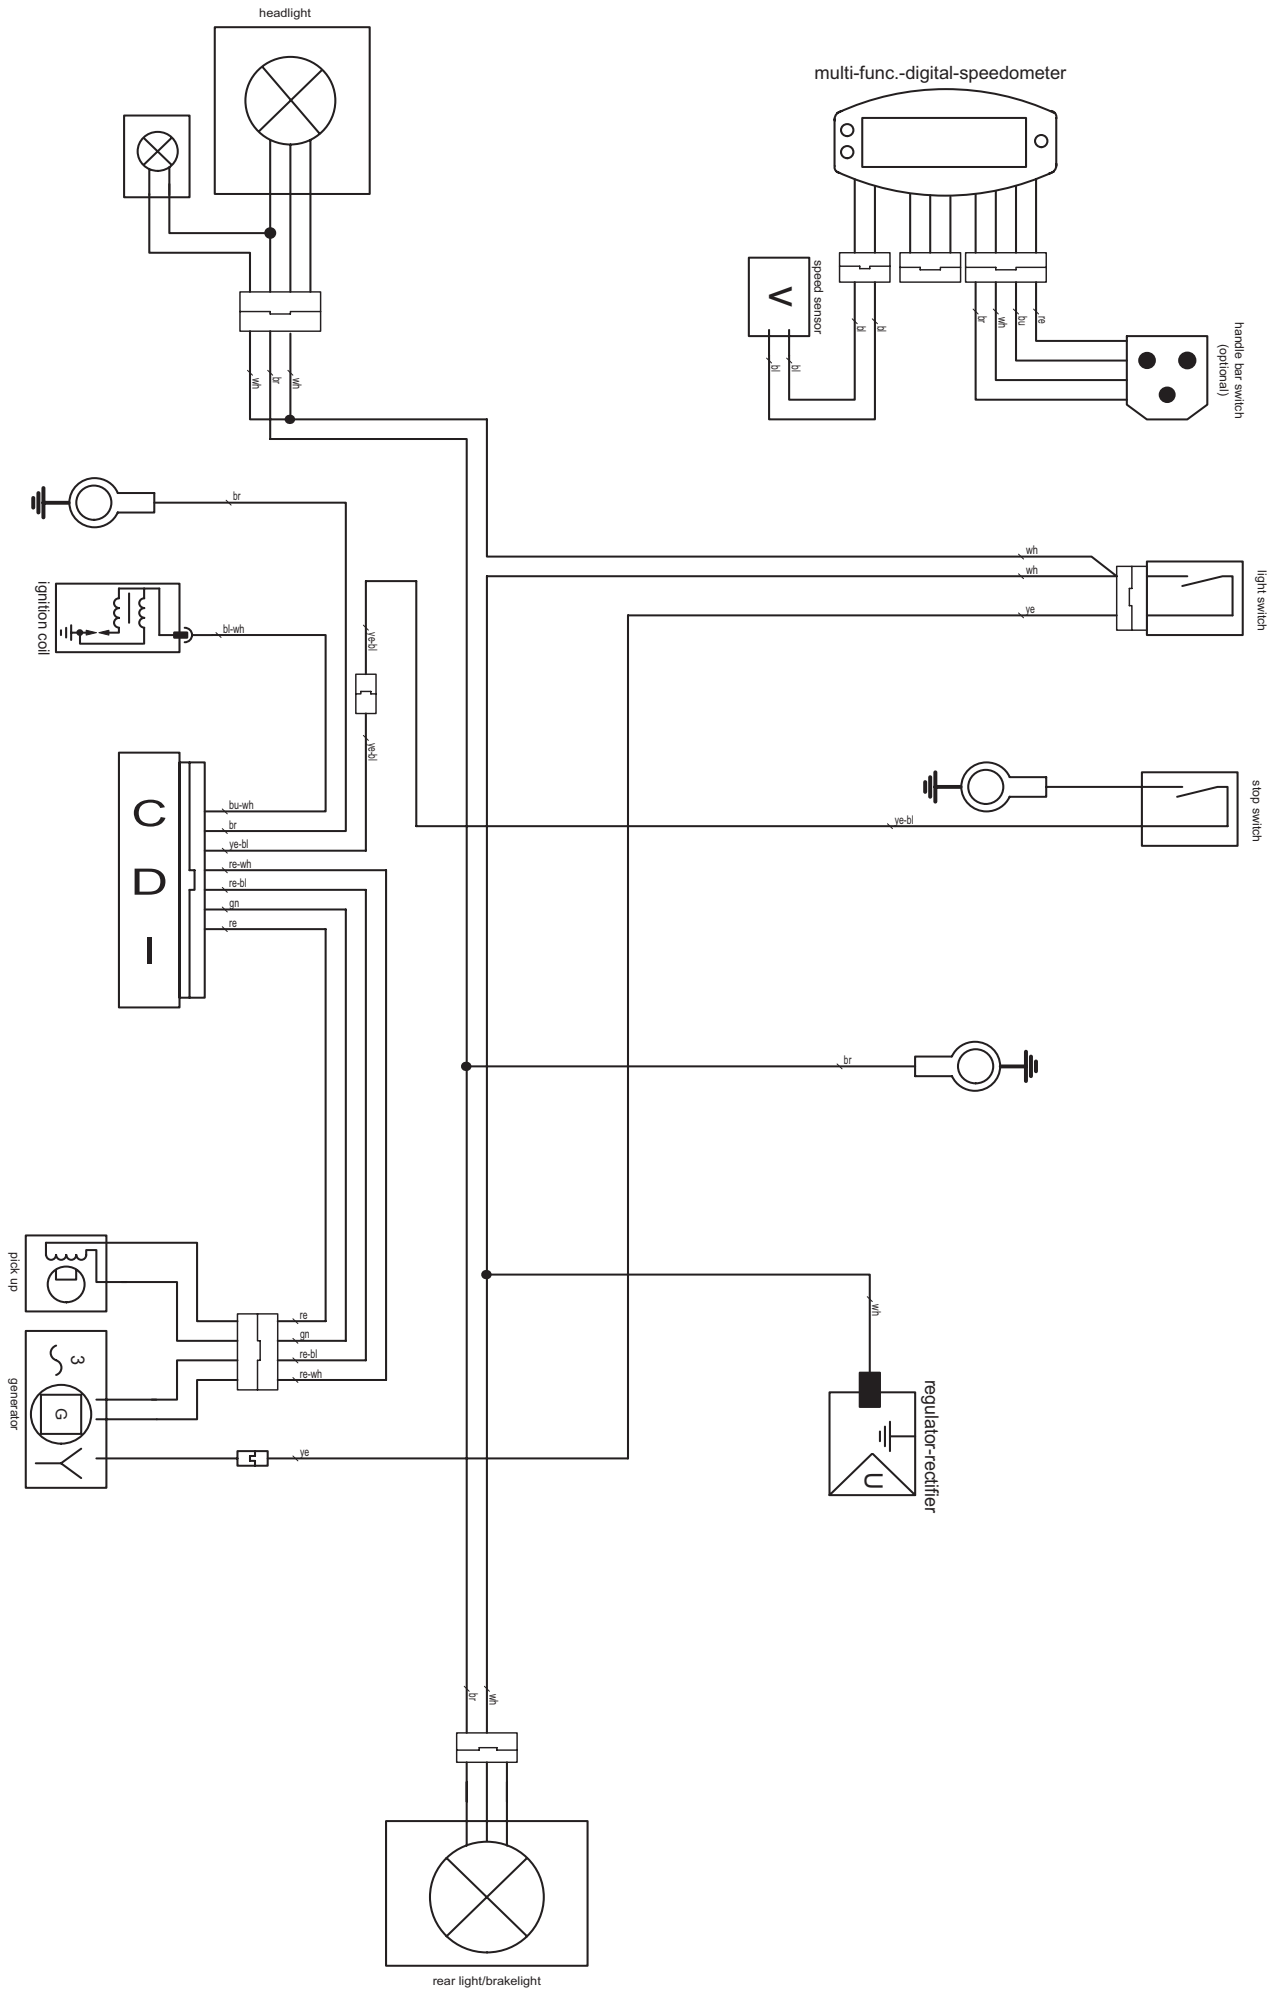 headlight
multi-func.-digital-speedometer
speed sensor
V
handle bar switch
(optional)
bl
bl
br
wh
bu
re
bl
bl
wh
br
wh
br
wh
wh
ye
light switch
ignition coil
bl-wh
ye-bl
ye-bl
stop switch
ye-bl
C
D
I
bu-wh
br
ye-bl
re-wh
re-bl
gn
re
br
pick up
re
gn
re-bl
re-wh
wh
3
G
generator
ye
regulator-rectifier
U
br
wh
rear light/brakelight